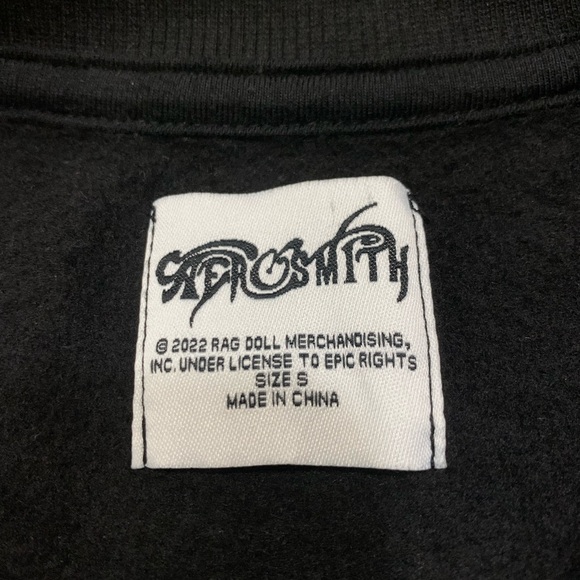 AEROSMITH
© 2022 RAG DOLL MERCHANDISING,
INC. UNDER LICENSE TO EPIC RIGHTS
SIZE S
MADE IN CHINA